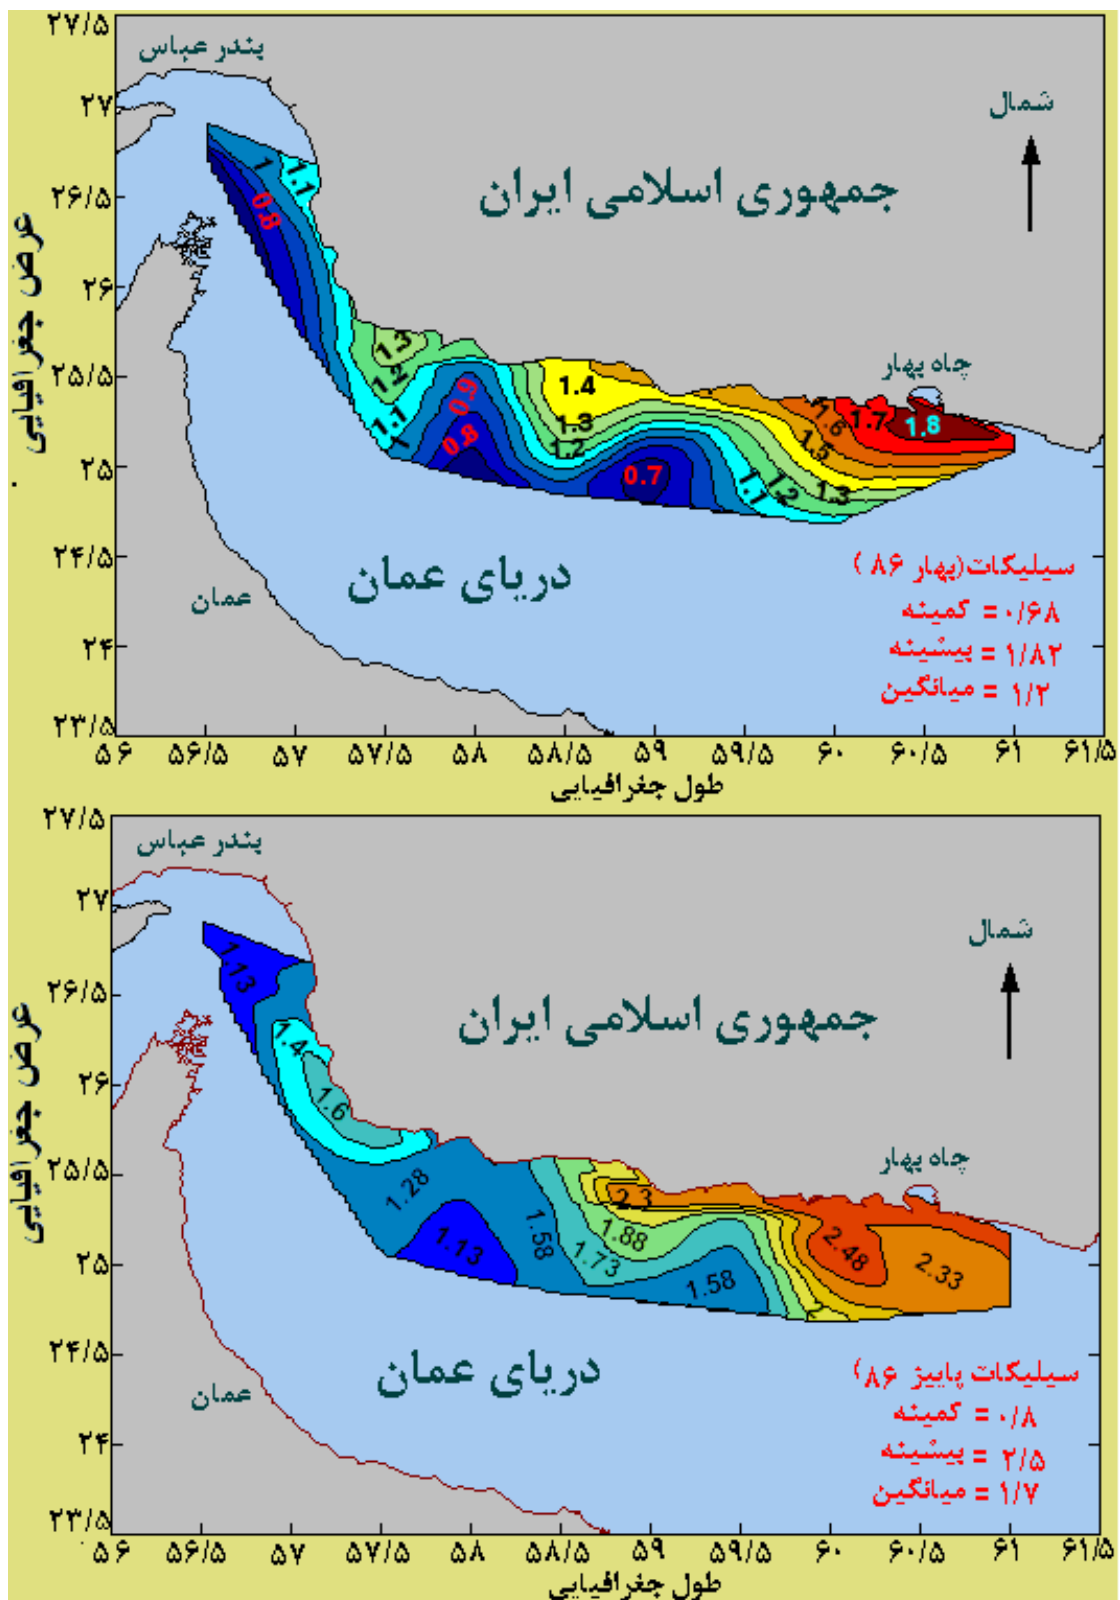 ۲۷/۵
بندر عباس
۲۷
شمال
1
1.1
۲۶/۵
جمهوری اسلامی ایران
0.8
عرض جغرافیایی
۲۶
1.3
۲۵/۵
چاه بهار
1.2
0.9
1.4
1.6
1.7
1.8
1.1
1
0.8
1.3
1.2
1.5
۲۵
0.7
1.1
1.2
1.3
۲۴/۵
دریای عمان
سیلیکات(بهار ۸۶ )
عمان
کمینه = ۰/۶۸
۲۴
بیشینه = ۱/۸۲
میانگین = ۱/۲
۲۳/۵
۵۶ ۵۶/۵ ۵۷ ۵۷/۵ ۵۸ ۵۸/۵ ۵۹ ۵۹/۵ ۶۰ ۶۰/۵ ۶۱ ۶۱/۵
طول جغرافیایی
۲۷/۵
بندر عباس
۲۷
شمال
1.13
۲۶/۵
جمهوری اسلامی ایران
عرض جغرافیایی
1.4
۲۶
1.6
۲۵/۵
چاه بهار
1.28
2.3
1.13
1.58
1.88
1.73
2.48
2.33
۲۵
1.58
2
۲۴/۵
دریای عمان
سیلیکات پاییز ۸۶)
عمان
کمینه = ۰/۸
۲۴
بیشینه = ۲/۵
میانگین = ۱/۷
۲۳/۵
۵۶ ۵۶/۵ ۵۷ ۵۷/۵ ۵۸ ۵۸/۵ ۵۹ ۵۹/۵ ۶۰ ۶۰/۵ ۶۱ ۶۱/۵
طول جغرافیایی